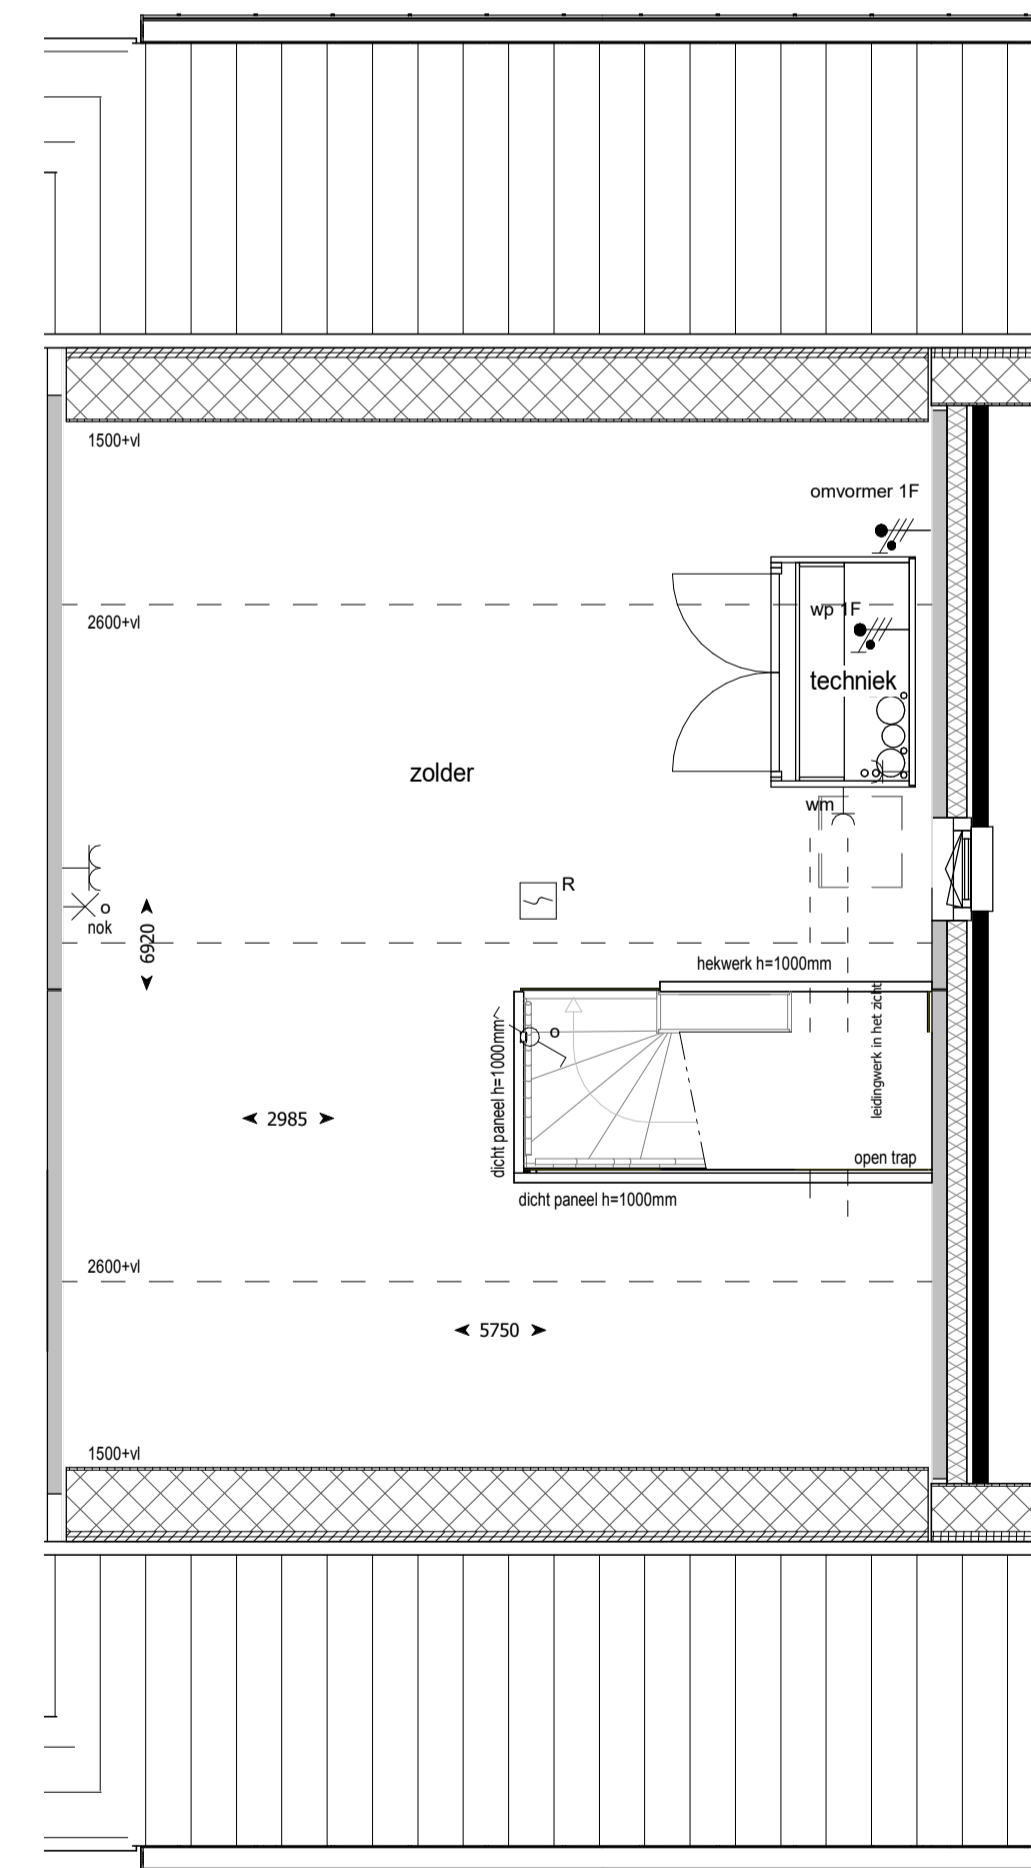 1500+vl
omvormer 1F
2600+vl
wp 1F
techniek
zolder
wm
R
o
nok
6920
hekwerk h=1000mm
leidingwerk in het zicht
o
dicht paneel h=1000mm
2985
open trap
dicht paneel h=1000mm
2600+vl
5750
1500+vl